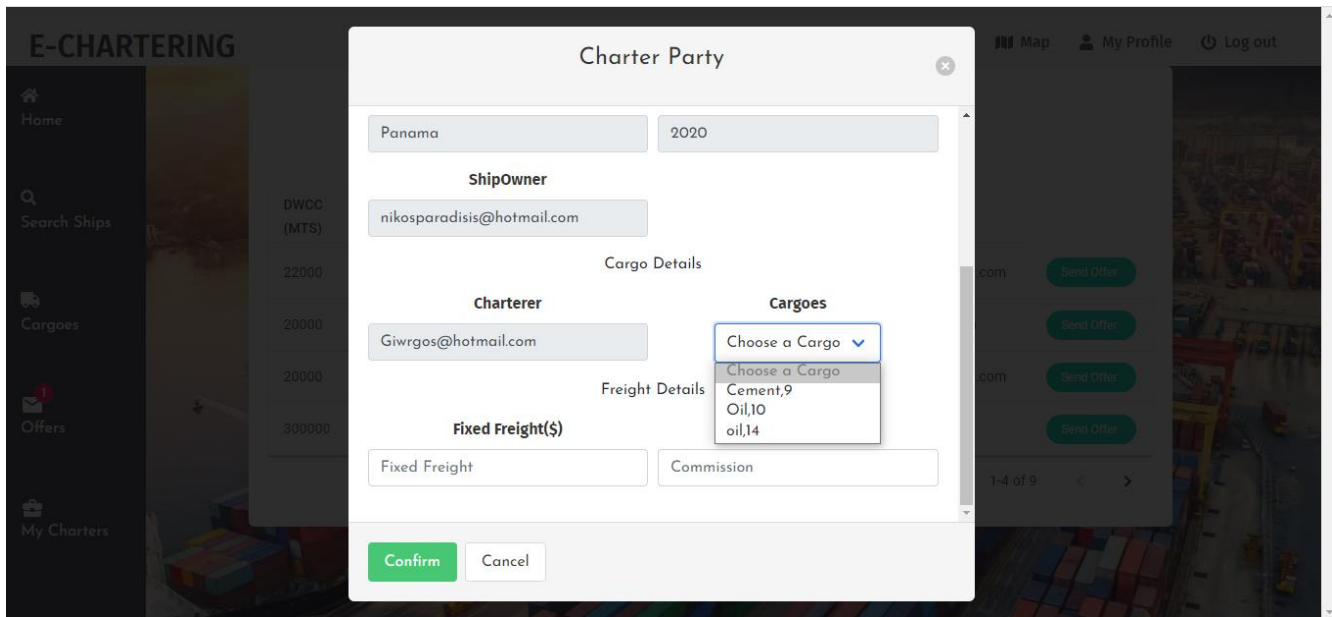 E-CHARTERING
Map
My Profile
Log out
Home
Search Ships
Cargoes
1
Offers
My Charters
DWCC
(MTS)
22000
20000
20000
300000
.com
Send Offer
Send Offer
.com
Send Offer
Send Offer
1-4 of 9
Charter Party
Panama
2020
ShipOwner
nikosparadisis@hotmail.com
Cargo Details
Charterer
Cargoes
Giwrgos@hotmail.com
Choose a Cargo
Choose a Cargo
Cement,9
Oil,10
oil,14
Freight Details
Fixed Freight($)
Fixed Freight
Commission
Confirm
Cancel